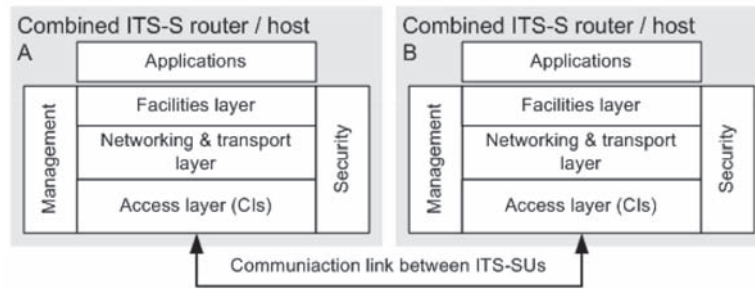 Combined ITS-S router / host
A
Applications
Management
Facilities layer
Networking & transport
layer
Access layer (CIs)
Security
Combined ITS-S router / host
B
Applications
Management
Facilities layer
Networking & transport
layer
Access layer (CIs)
Security
Communiaction link between ITS-SUs